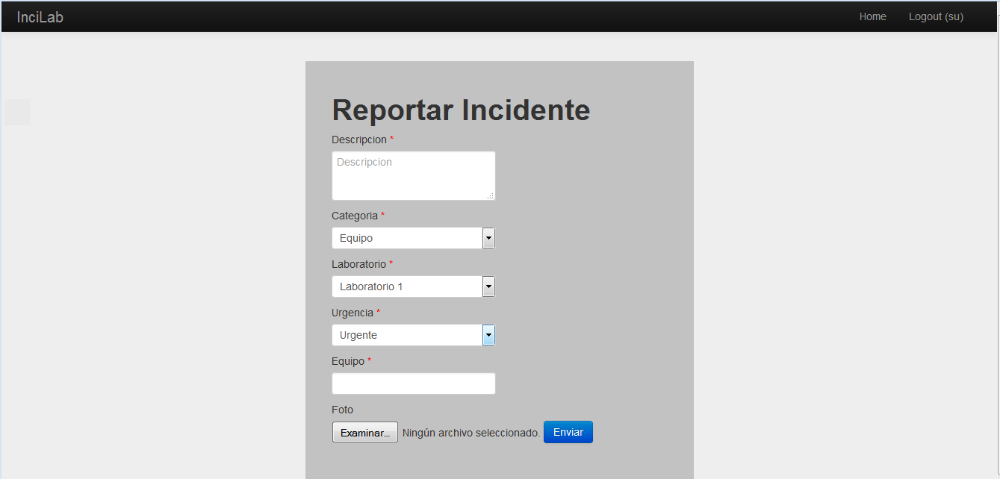 InciLab Home Logout (su)
Reportar Incidente
Descripcion *
Descripcion
Categoria *
Equipo
Laboratorio *
Laboratorio 1
Urgencia *
Urgente
Equipo *
Foto
Examinar... Ningún archivo seleccionado. Enviar